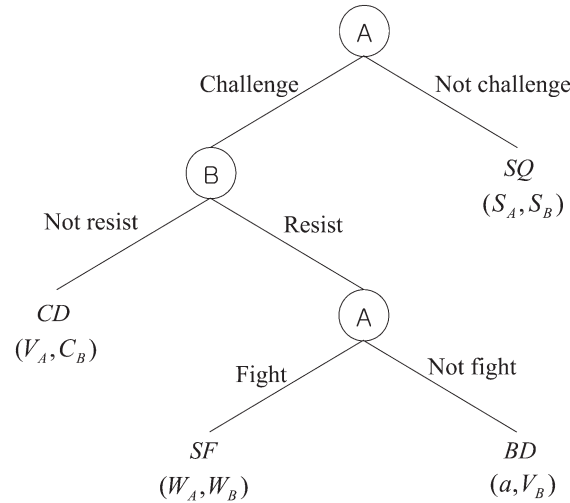 A
Challenge
Not challenge
B
SQ
(S_A, S_B)
Not resist
Resist
CD
(V_A, C_B)
A
Fight
Not fight
SF
(W_A, W_B)
BD
(a, V_B)